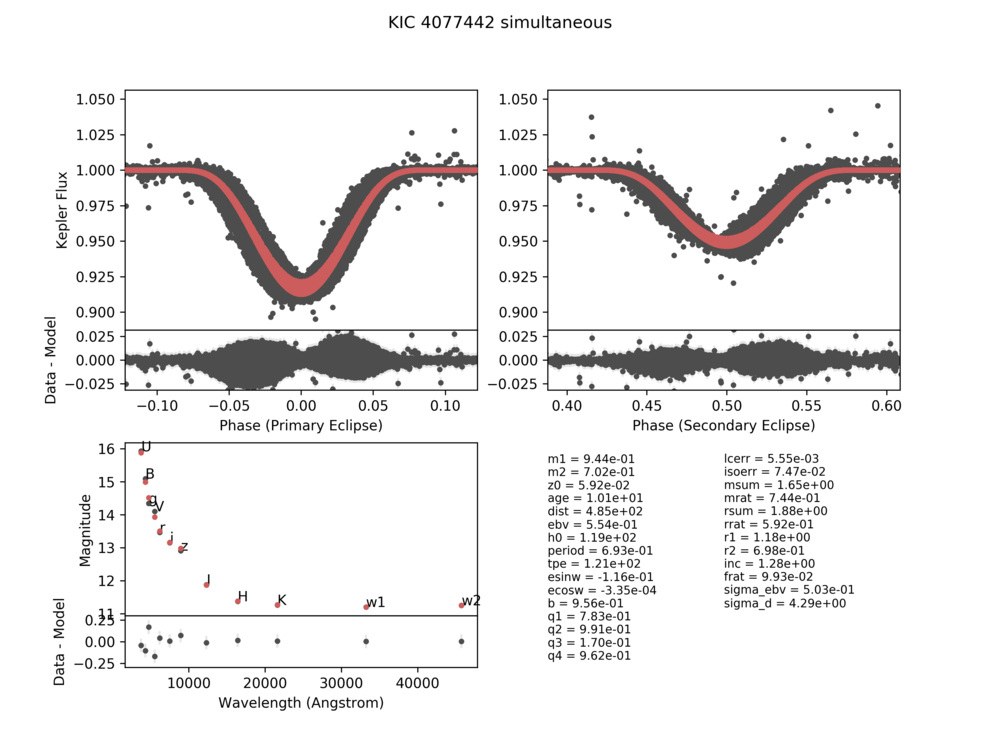 KIC 4077442 simultaneous
1.050
1.025
1.000
0.975
0.950
0.925
0.900
Kepler Flux
0.025
0.000
−0.025
Data - Model
−0.10 −0.05 0.00 0.05 0.10
Phase (Primary Eclipse)
1.050
1.025
1.000
0.975
0.950
0.925
0.900
0.025
0.000
−0.025
0.40 0.45 0.50 0.55 0.60
Phase (Secondary Eclipse)
16
15
14
13
12
11
Magnitude
U
B
g
V
r
i
z
J
H
K
w1
w2
0.25
0.00
−0.25
Data - Model
10000 20000 30000 40000
Wavelength (Angstrom)
m1 = 9.44e-01
m2 = 7.02e-01
z0 = 5.92e-02
age = 1.01e+01
dist = 4.85e+02
ebv = 5.54e-01
h0 = 1.19e+02
period = 6.93e-01
tpe = 1.21e+02
esinw = -1.16e-01
ecosw = -3.35e-04
b = 9.56e-01
q1 = 7.83e-01
q2 = 9.91e-01
q3 = 1.70e-01
q4 = 9.62e-01
lcerr = 5.55e-03
isoerr = 7.47e-02
msum = 1.65e+00
mrat = 7.44e-01
rsum = 1.88e+00
rrat = 5.92e-01
r1 = 1.18e+00
r2 = 6.98e-01
inc = 1.28e+00
frat = 9.93e-02
sigma_ebv = 5.03e-01
sigma_d = 4.29e+00